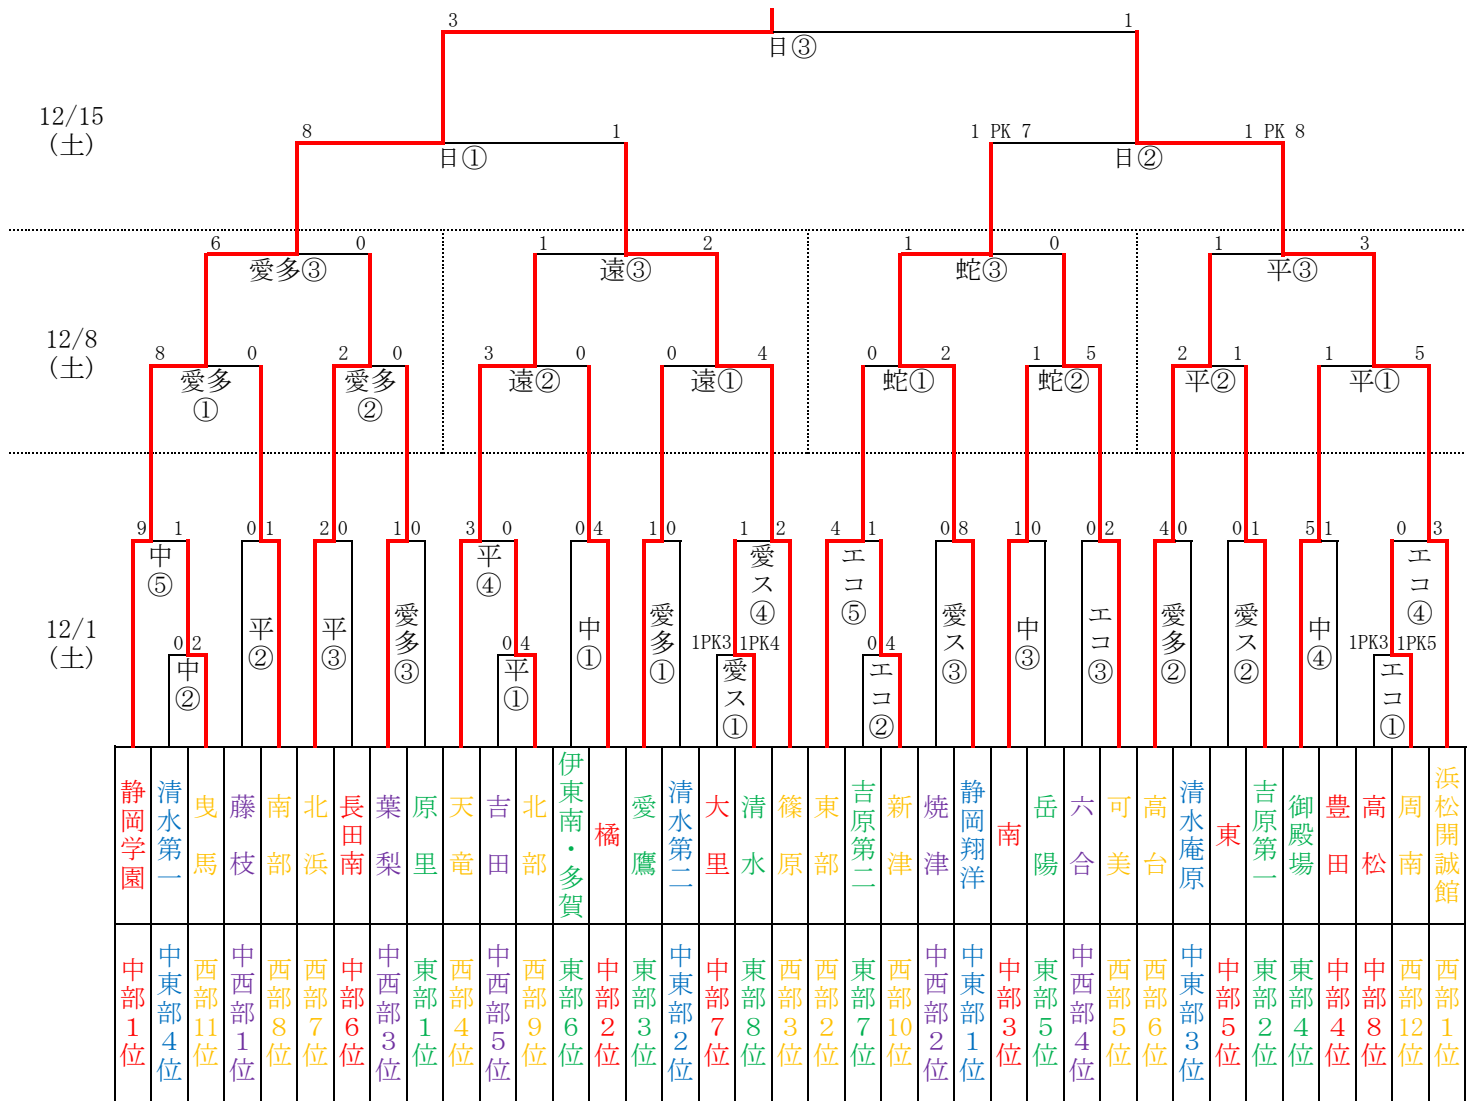 3 1
日③
12/15
(土)
8 1 1 PK 7 1 PK 8
日① 日②
6 0 1 2 1 0 1 3
愛多③ 遠③ 蛇③ 平③
12/8
(土)
8 0 2 0 3 0 0 4 0 2 1 5 2 1 1 5
愛多① 愛多② 遠② 遠① 蛇① 蛇② 平② 平①
9 1 0 1 2 0 1 0 3 0 0 4 1 0 1 2 4 1 0 8 1 0 0 2 4 0 0 1 5 1 0 3
中⑤ 平② 平③ 愛多③ 平④ 中① 愛多① 愛ス④ エコ⑤ 愛ス③ 中③ エコ③ 愛多② 愛ス② 中④ エコ④
12/1
(土)
0 2 0 4 1PK3 1PK4 0 4 1PK3 1PK5
中② 平① 愛ス① エコ② エコ①
静岡学園
清水第一
曳馬
藤枝
南部
北浜
長田南
葉梨
原里
天竜
吉田
北部
伊東南・多賀
橘
愛鷹
清水第二
大里
清水
篠原
東部
吉原第二
新津
焼津
静岡翔洋
南
岳陽
六合
可美
高台
清水庵原
東
吉原第一
御殿場
豊田
高松
周南
浜松開誠館
中部1位
中東部4位
西部11位
中西部1位
西部8位
西部7位
中部6位
中西部3位
東部1位
西部4位
中西部5位
西部9位
東部6位
中部2位
東部3位
中東部2位
中部7位
東部8位
西部3位
西部2位
東部7位
西部10位
中西部2位
中東部1位
中部3位
東部5位
中西部4位
西部5位
西部6位
中東部3位
中部5位
東部2位
東部4位
中部4位
中部8位
西部12位
西部1位